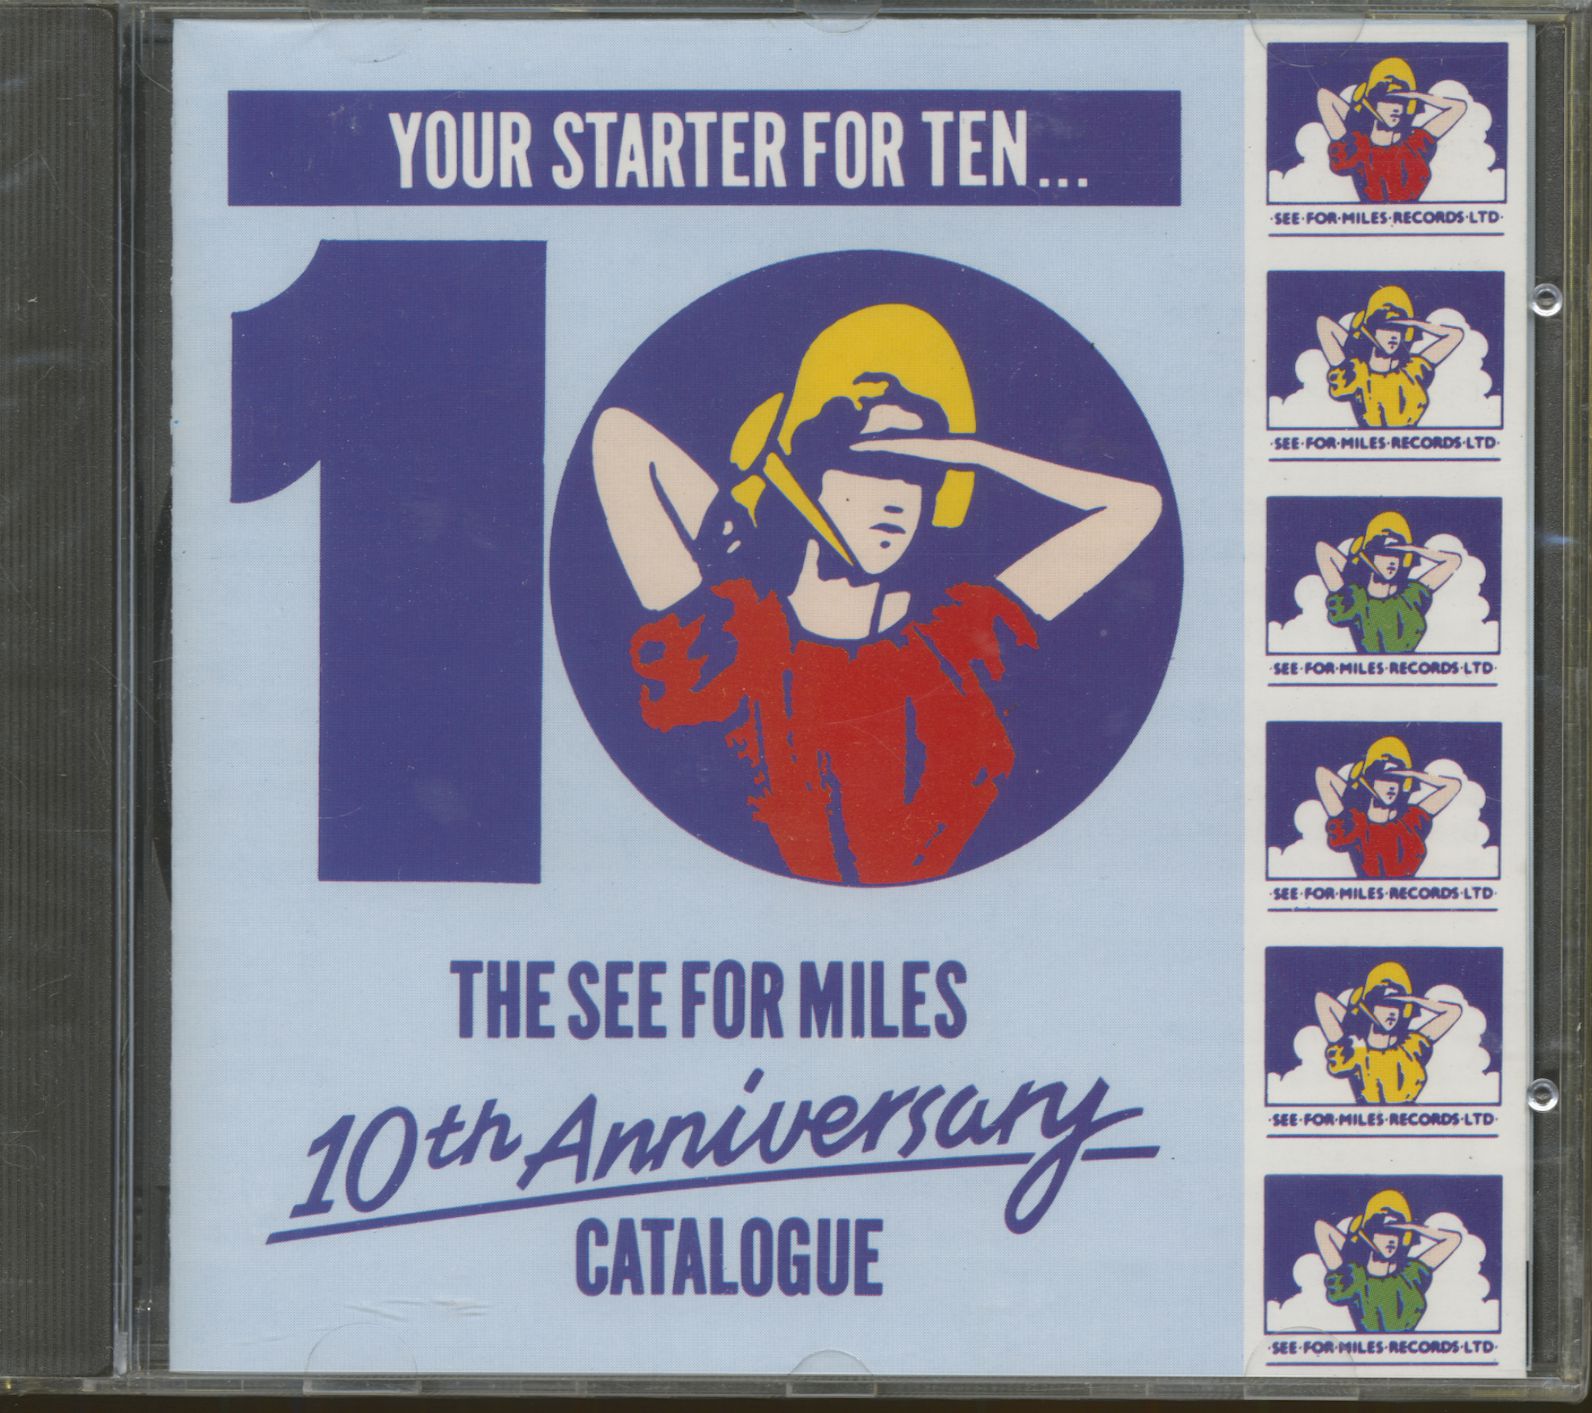 YOUR STARTER FOR TEN...
10
THE SEE FOR MILES
10th Anniversary
CATALOGUE
·SEE·FOR·MILES·RECORDS·LTD·
·SEE·FOR·MILES·RECORDS·LTD·
·SEE·FOR·MILES·RECORDS·LTD·
·SEE·FOR·MILES·RECORDS·LTD·
·SEE·FOR·MILES·RECORDS·LTD·
·SEE·FOR·MILES·RECORDS·LTD·